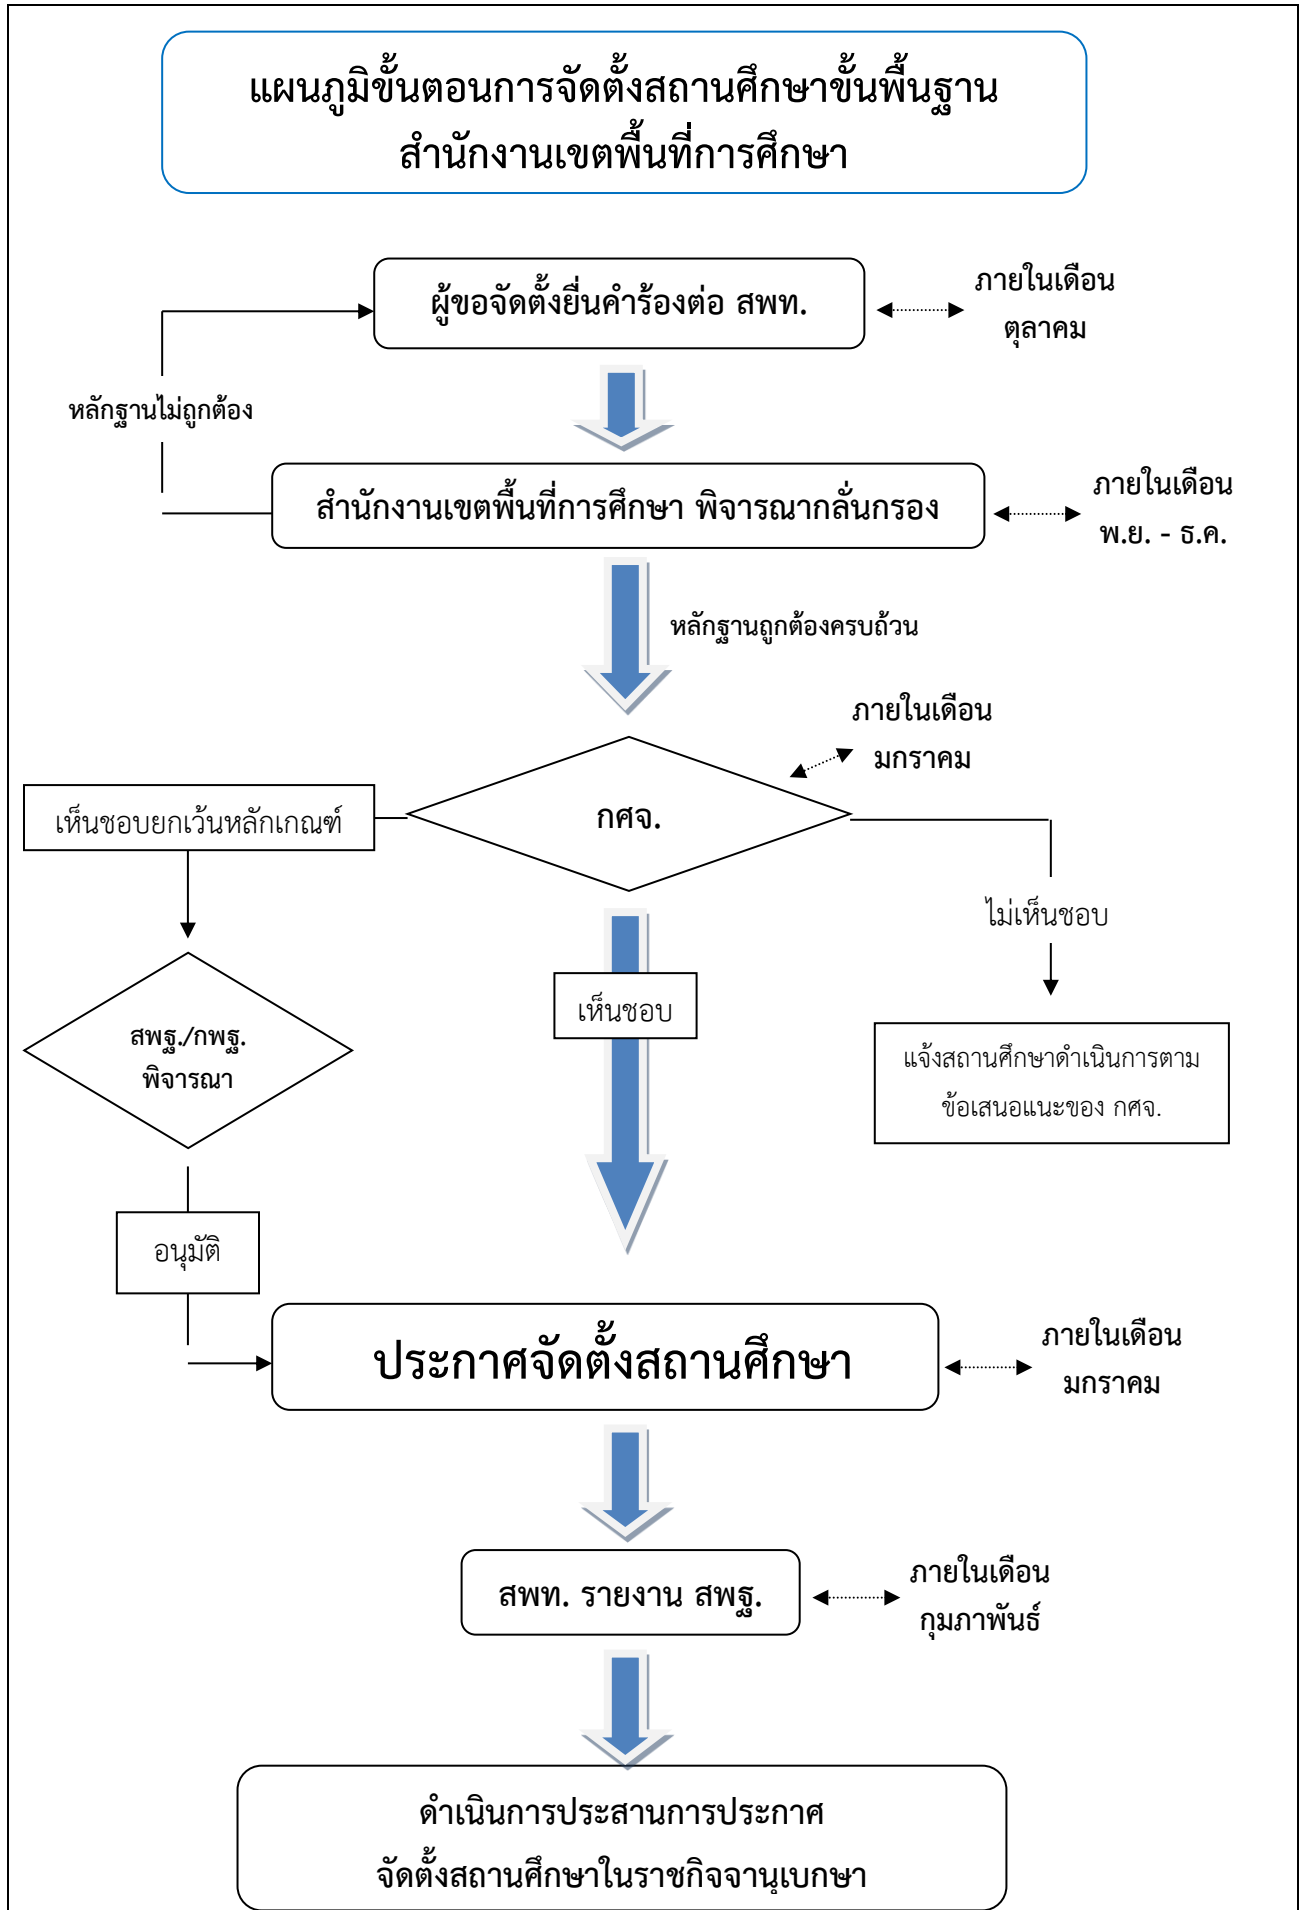 แผนภูมิขั้นตอนการจัดตั้งสถานศึกษาขั้นพื้นฐาน
สำนักงานเขตพื้นที่การศึกษา
ผู้ขอจัดตั้งยื่นคำร้องต่อ สพท.
ภายในเดือน
ตุลาคม
หลักฐานไม่ถูกต้อง
สำนักงานเขตพื้นที่การศึกษา พิจารณากลั่นกรอง
ภายในเดือน
พ.ย. - ธ.ค.
หลักฐานถูกต้องครบถ้วน
ภายในเดือน
มกราคม
เห็นชอบยกเว้นหลักเกณฑ์
กศจ.
ไม่เห็นชอบ
เห็นชอบ
สพฐ./กพฐ.
พิจารณา
แจ้งสถานศึกษาดำเนินการตาม
ข้อเสนอแนะของ กศจ.
อนุมัติ
ประกาศจัดตั้งสถานศึกษา
ภายในเดือน
มกราคม
สพท. รายงาน สพฐ.
ภายในเดือน
กุมภาพันธ์
ดำเนินการประสานการประกาศ
จัดตั้งสถานศึกษาในราชกิจจานุเบกษา